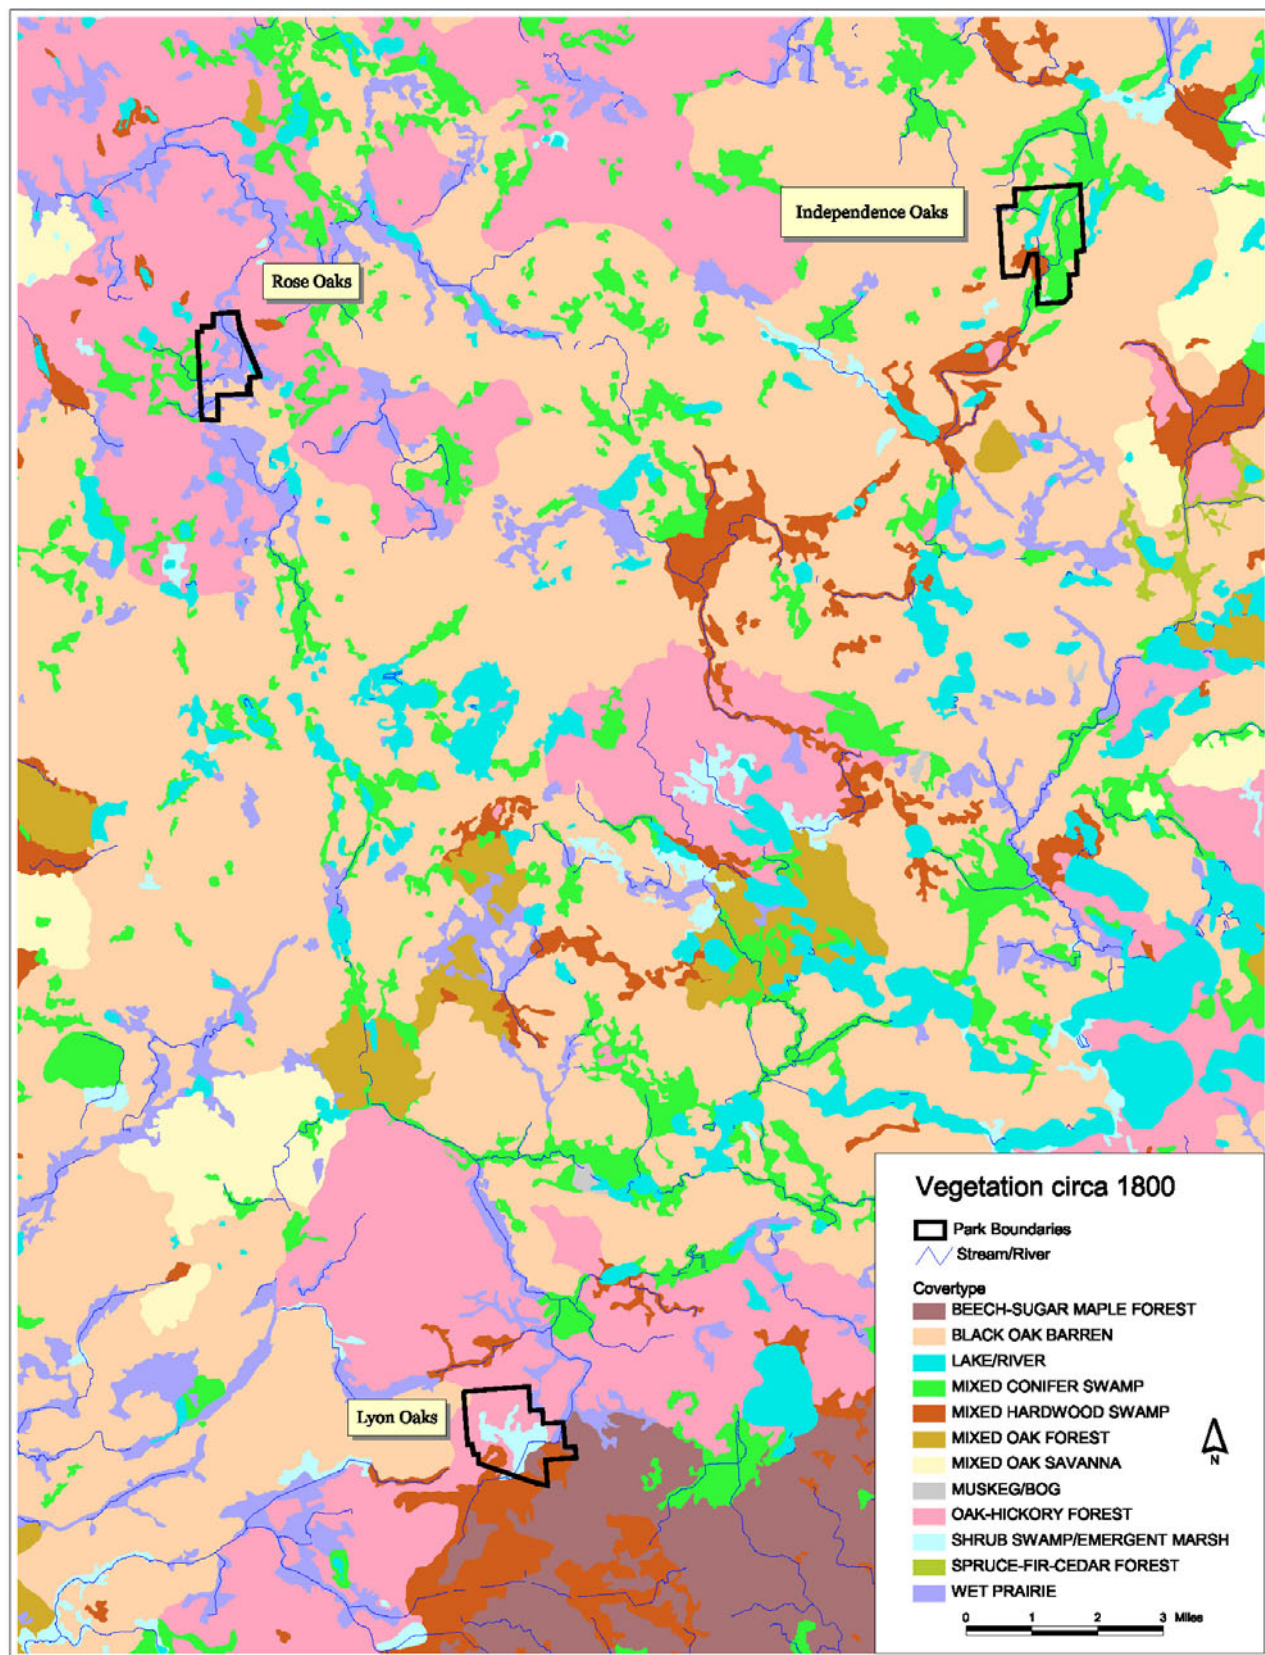 Independence Oaks
Rose Oaks
Lyon Oaks
Vegetation circa 1800
Park Boundaries
Stream/River
Covertype
BEECH-SUGAR MAPLE FOREST
BLACK OAK BARREN
LAKE/RIVER
MIXED CONIFER SWAMP
MIXED HARDWOOD SWAMP
MIXED OAK FOREST
MIXED OAK SAVANNA
MUSKEG/BOG
OAK-HICKORY FOREST
SHRUB SWAMP/EMERGENT MARSH
SPRUCE-FIR-CEDAR FOREST
WET PRAIRIE
N
0 1 2 3 Miles